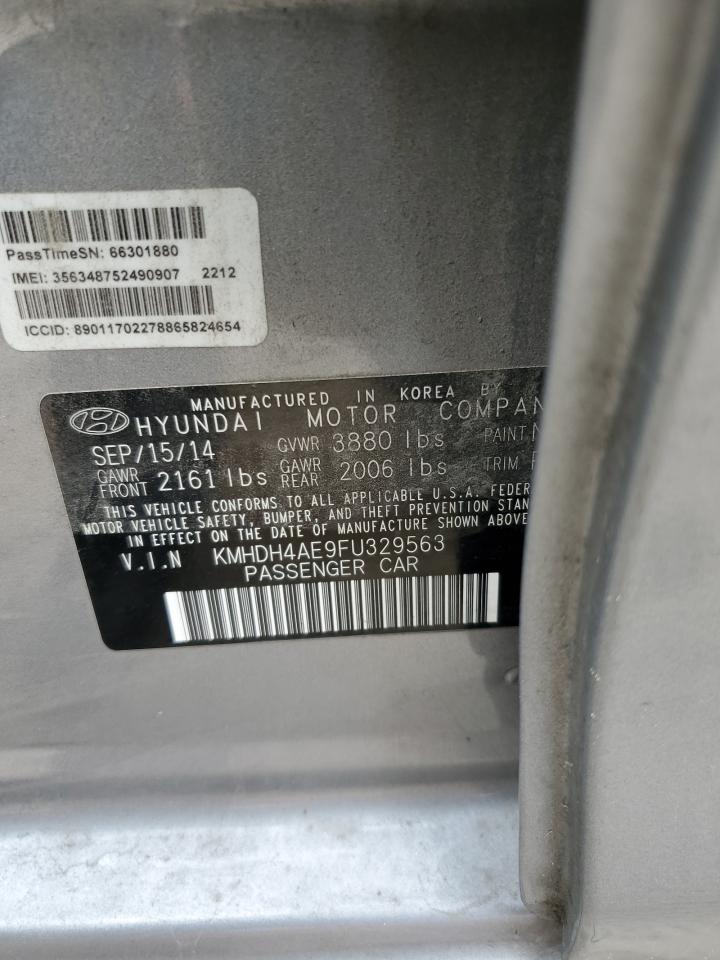 PassTimeSN: 66301880
IMEI: 356348752490907 2212
ICCID: 89011702278865824654
MANUFACTURED IN KOREA BY
HYUNDAI MOTOR COMPAN
SEP/15/14 GVWR 3880 lbs PAINT N
GAWR FRONT 2161 lbs GAWR REAR 2006 lbs TRIM
THIS VEHICLE CONFORMS TO ALL APPLICABLE U.S.A. FEDER
MOTOR VEHICLE SAFETY, BUMPER, AND THEFT PREVENTION STAN
IN EFFECT ON THE DATE OF MANUFACTURE SHOWN ABOVE
V.I.N KMHDH4AE9FU329563
PASSENGER CAR